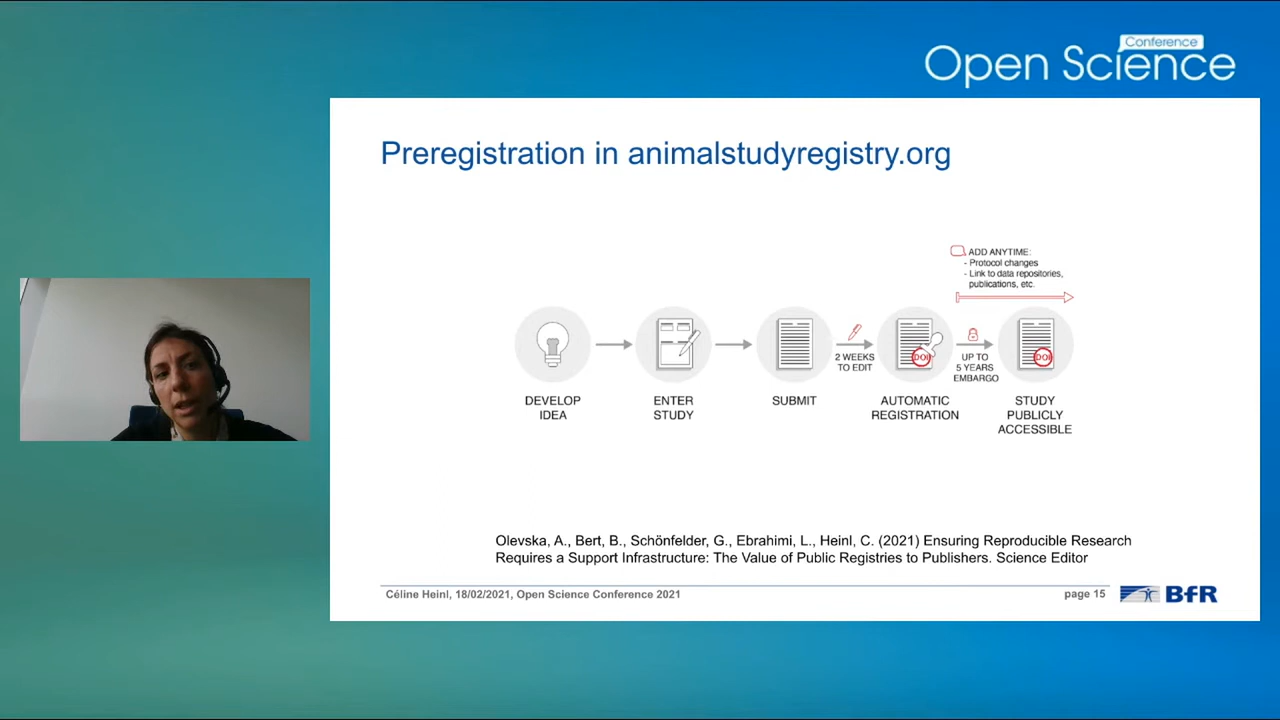 Conference
Open Science
Preregistration in animalstudyregistry.org
ADD ANYTIME:
- Protocol changes
- Link to data repositories,
publications, etc.
2 WEEKS
TO EDIT
DOI
UP TO
5 YEARS
EMBARGO
DOI
DEVELOP
IDEA
ENTER
STUDY
SUBMIT
AUTOMATIC
REGISTRATION
STUDY
PUBLICLY
ACCESSIBLE
Olevska, A., Bert, B., Schönfelder, G., Ebrahimi, L., Heinl, C. (2021) Ensuring Reproducible Research
Requires a Support Infrastructure: The Value of Public Registries to Publishers. Science Editor
Céline Heinl, 18/02/2021, Open Science Conference 2021
page 15
BfR